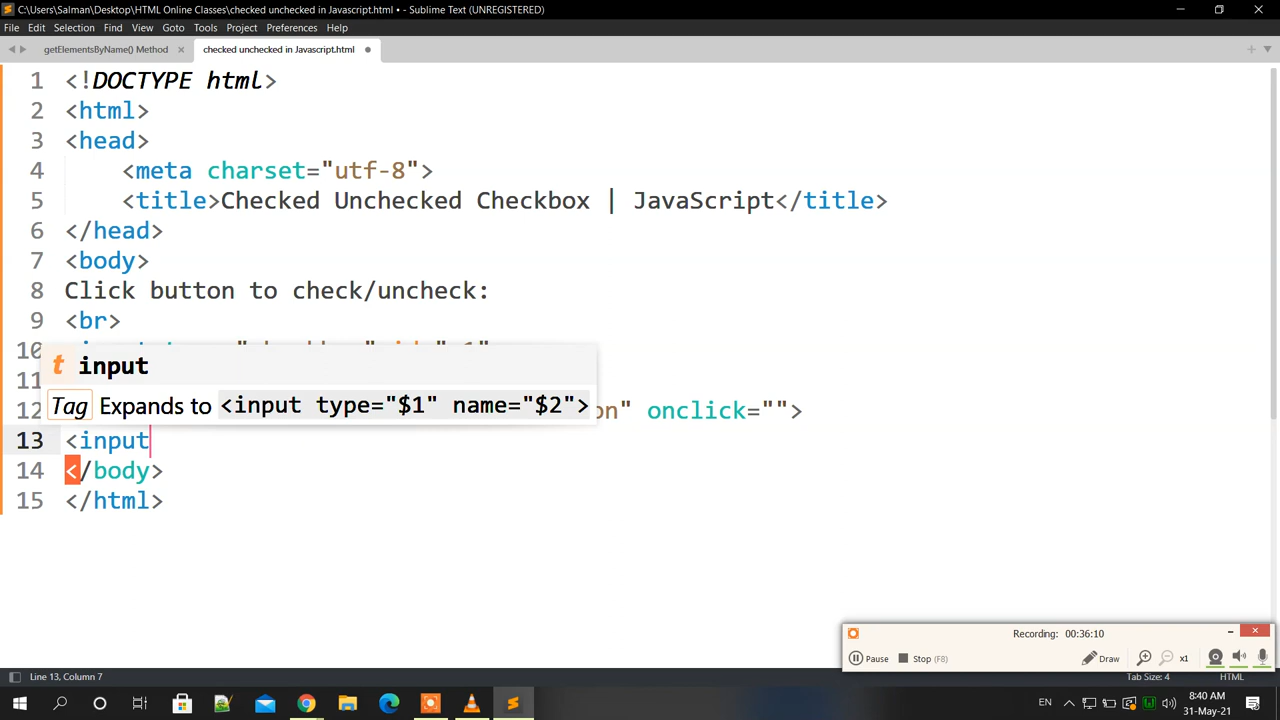 C:\Users\Salman\Desktop\HTML Online Classes\checked unchecked in Javascript.html • - Sublime Text (UNREGISTERED)
File Edit Selection Find View Goto Tools Project Preferences Help
getElementsByName() Method × checked unchecked in Javascript.html
1 <!DOCTYPE html>
2 <html>
3 <head>
4 <meta charset="utf-8">
5 <title>Checked Unchecked Checkbox | JavaScript</title>
6 </head>
7 <body>
8 Click button to check/uncheck:
9 <br>
10
t input
11
Tag Expands to <input type="$1" name="$2">
12 on" onclick="">
13 <input
14 </body>
15 </html>
Recording: 00:36:10
Pause Stop (F8) Draw x1
Line 13, Column 7 Tab Size: 4 HTML
EN 8:40 AM
31-May-21